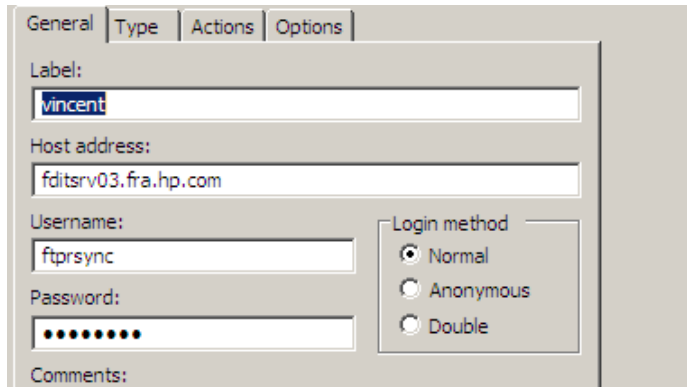 General Type Actions Options
Label:
vincent
Host address:
fditsrv03.fra.hp.com
Username:
Login method
ftprsync
Normal
Password:
Anonymous
●●●●●●●●
Double
Comments: